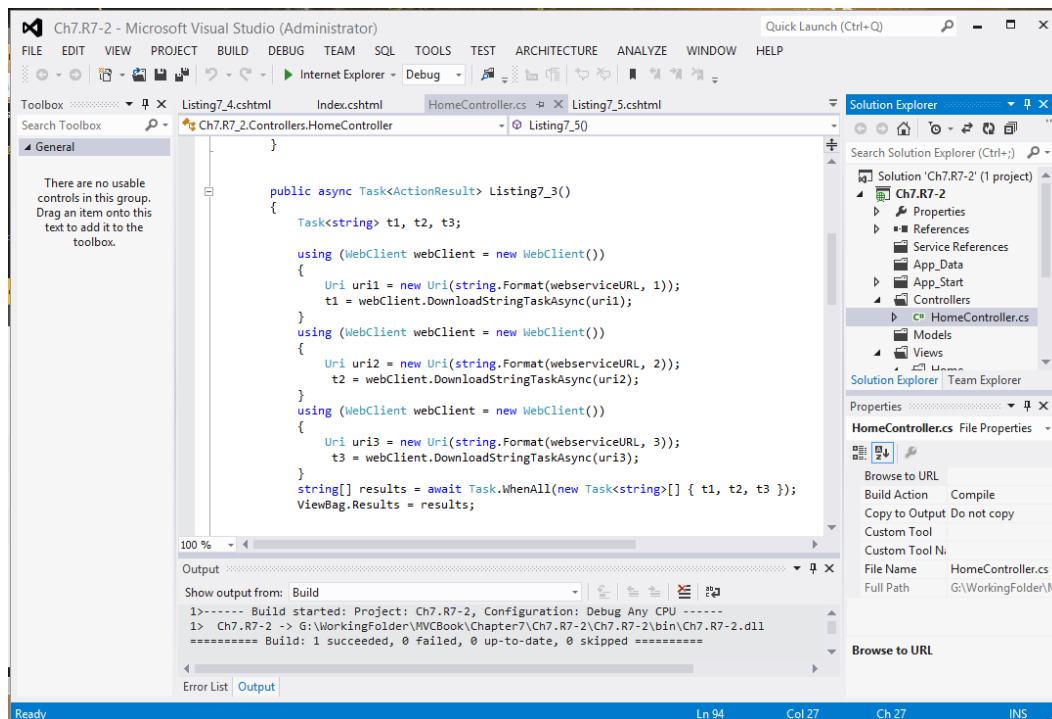 Ch7.R7-2 - Microsoft Visual Studio (Administrator)
Quick Launch (Ctrl+Q)
FILE EDIT VIEW PROJECT BUILD DEBUG TEAM SQL TOOLS TEST ARCHITECTURE ANALYZE WINDOW HELP
Internet Explorer Debug
Toolbox
Search Toolbox
General
There are no usable
controls in this group.
Drag an item onto this
text to add it to the
toolbox.
Listing7_4.cshtml Index.cshtml HomeController.cs Listing7_5.cshtml
Ch7.R7_2.Controllers.HomeController Listing7_5()
}
public async Task<ActionResult> Listing7_3()
{
Task<string> t1, t2, t3;
using (WebClient webClient = new WebClient())
{
Uri uri1 = new Uri(string.Format(webserviceURL, 1));
t1 = webClient.DownloadStringTaskAsync(uri1);
}
using (WebClient webClient = new WebClient())
{
Uri uri2 = new Uri(string.Format(webserviceURL, 2));
t2 = webClient.DownloadStringTaskAsync(uri2);
}
using (WebClient webClient = new WebClient())
{
Uri uri3 = new Uri(string.Format(webserviceURL, 3));
t3 = webClient.DownloadStringTaskAsync(uri3);
}
string[] results = await Task.WhenAll(new Task<string>[] { t1, t2, t3 });
ViewBag.Results = results;
100 %
Output
Show output from: Build
1>------ Build started: Project: Ch7.R7-2, Configuration: Debug Any CPU ------
1> Ch7.R7-2 -> G:\WorkingFolder\MVCBook\Chapter7\Ch7.R7-2\Ch7.R7-2\bin\Ch7.R7-2.dll
========== Build: 1 succeeded, 0 failed, 0 up-to-date, 0 skipped ==========
Error List Output
Solution Explorer
Search Solution Explorer (Ctrl+;)
Solution 'Ch7.R7-2' (1 project)
Ch7.R7-2
Properties
References
Service References
App_Data
App_Start
Controllers
C# HomeController.cs
Models
Views
Home
Solution Explorer Team Explorer
Properties
HomeController.cs File Properties
Browse to URL
Build Action Compile
Copy to Output Do not copy
Custom Tool
Custom Tool Na
File Name HomeController.cs
Full Path G:\WorkingFolder\M
Browse to URL
Ready Ln 94 Col 27 Ch 27 INS